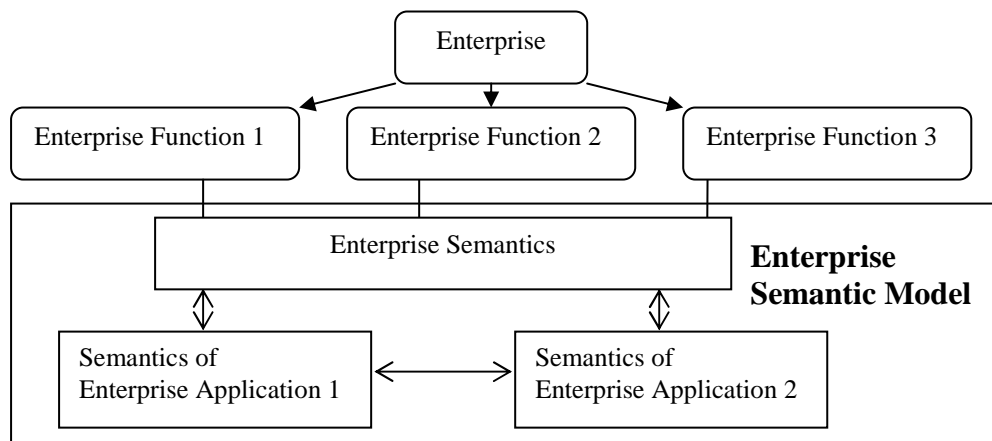 Enterprise
Enterprise Function 1
Enterprise Function 2
Enterprise Function 3
Enterprise Semantics
Enterprise
Semantic Model
Semantics of
Enterprise Application 1
Semantics of
Enterprise Application 2